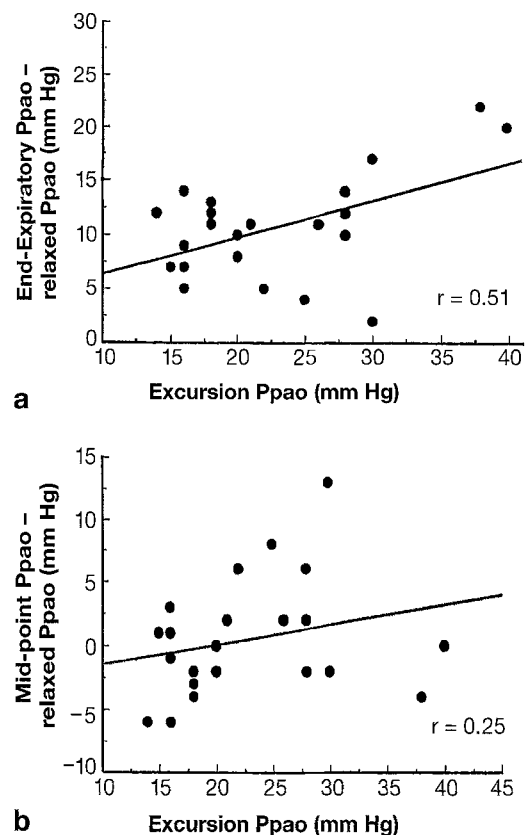 End-Expiratory Ppao –
relaxed Ppao (mm Hg)
30
25
20
15
10
5
0
r = 0.51
10 15 20 25 30 35 40
Excursion Ppao (mm Hg)
a
Mid-point Ppao –
relaxed Ppao (mm Hg)
15
10
5
0
−5
−10
r = 0.25
10 15 20 25 30 35 40 45
Excursion Ppao (mm Hg)
b